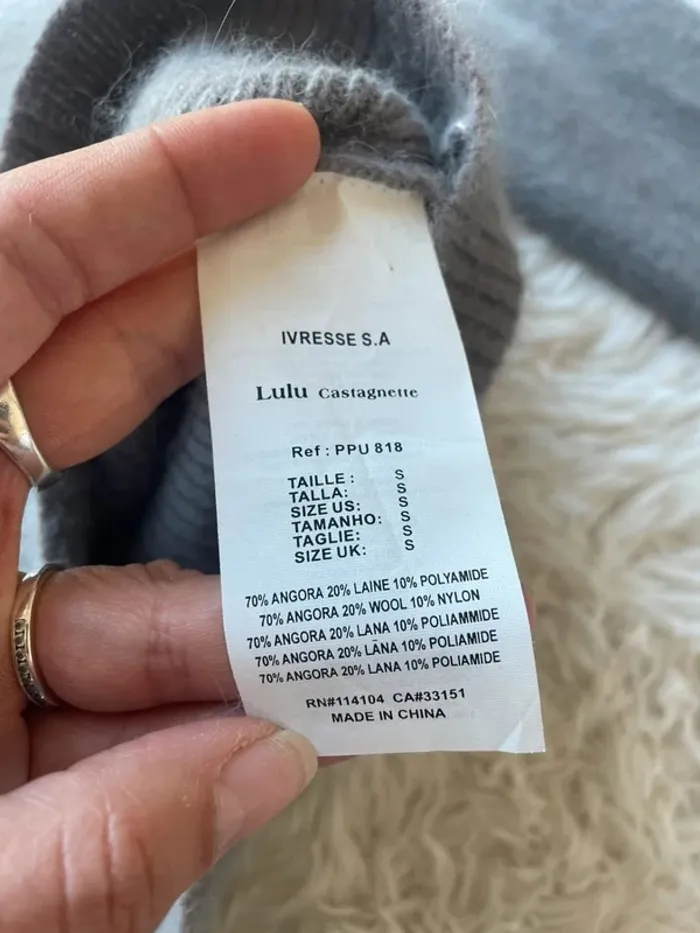 IVRESSE S.A
Lulu Castagnette
Ref : PPU 818
TAILLE : S
TALLA: S
SIZE US: S
TAMANHO: S
TAGLIE: S
SIZE UK: S
70% ANGORA 20% LAINE 10% POLYAMIDE
70% ANGORA 20% WOOL 10% NYLON
70% ANGORA 20% LANA 10% POLIAMMIDE
70% ANGORA 20% LÃNA 10% POLIAMIDE
70% ANGORA 20% LANA 10% POLIAMIDE
RN#114104 CA#33151
MADE IN CHINA